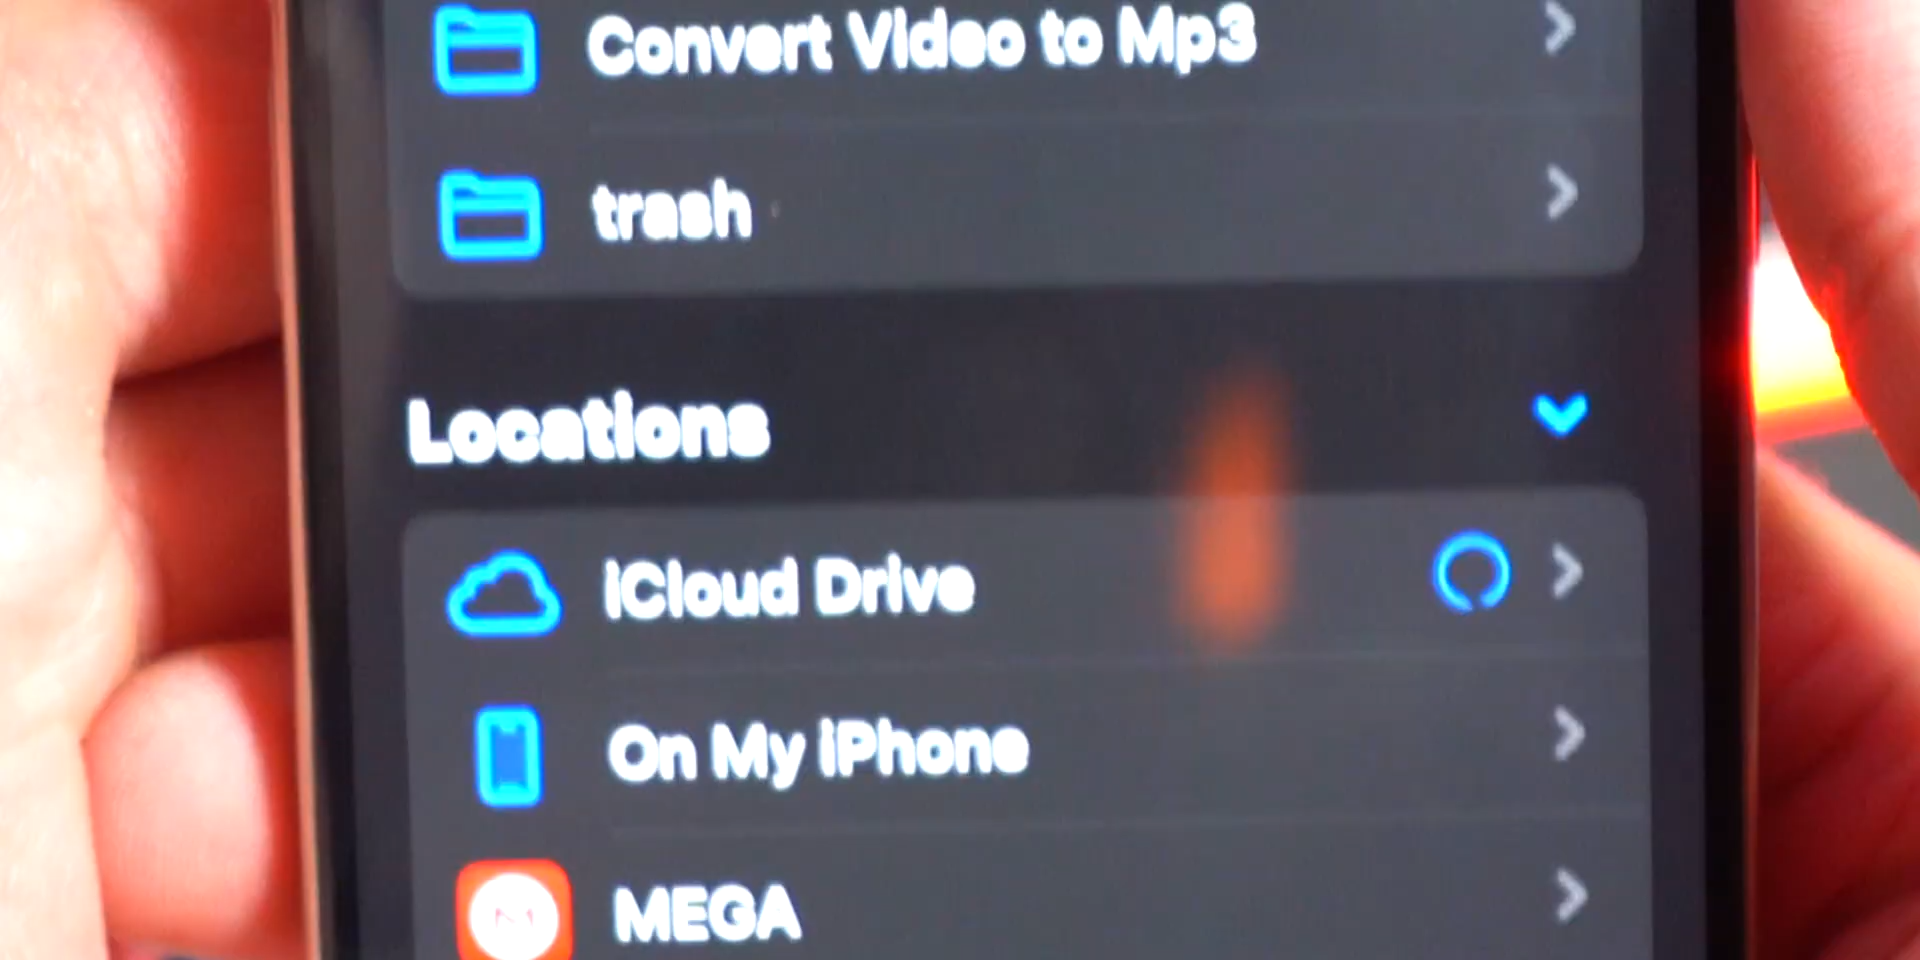 Convert Video to Mp3
trash
Locations
iCloud Drive
On My iPhone
MEGA